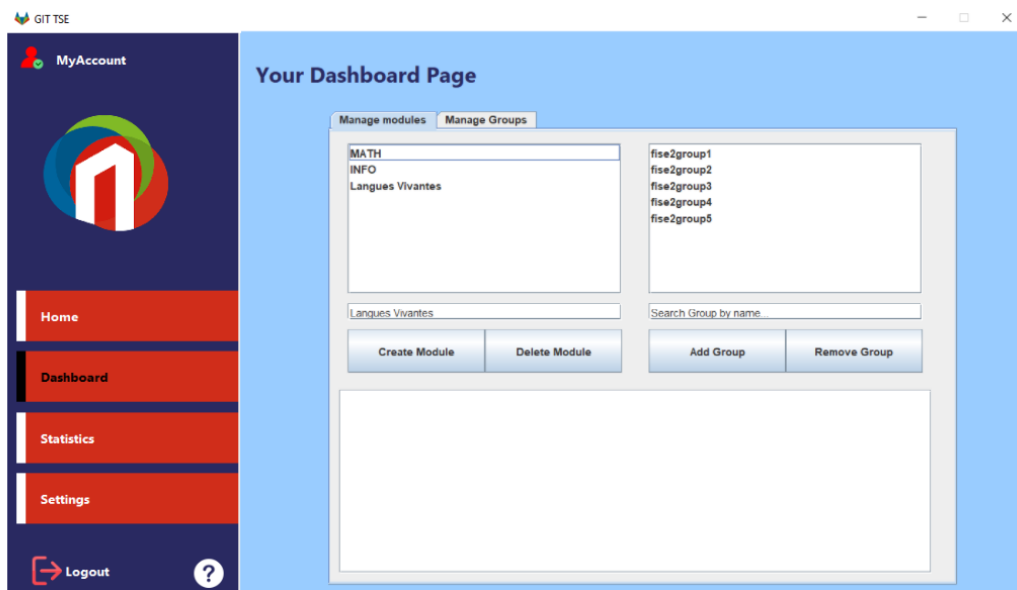 GIT TSE
MyAccount
Your Dashboard Page
Manage modules
Manage Groups
MATH
INFO
Langues Vivantes
fise2group1
fise2group2
fise2group3
fise2group4
fise2group5
Langues Vivantes
Search Group by name...
Create Module
Delete Module
Add Group
Remove Group
Home
Dashboard
Statistics
Settings
Logout
?